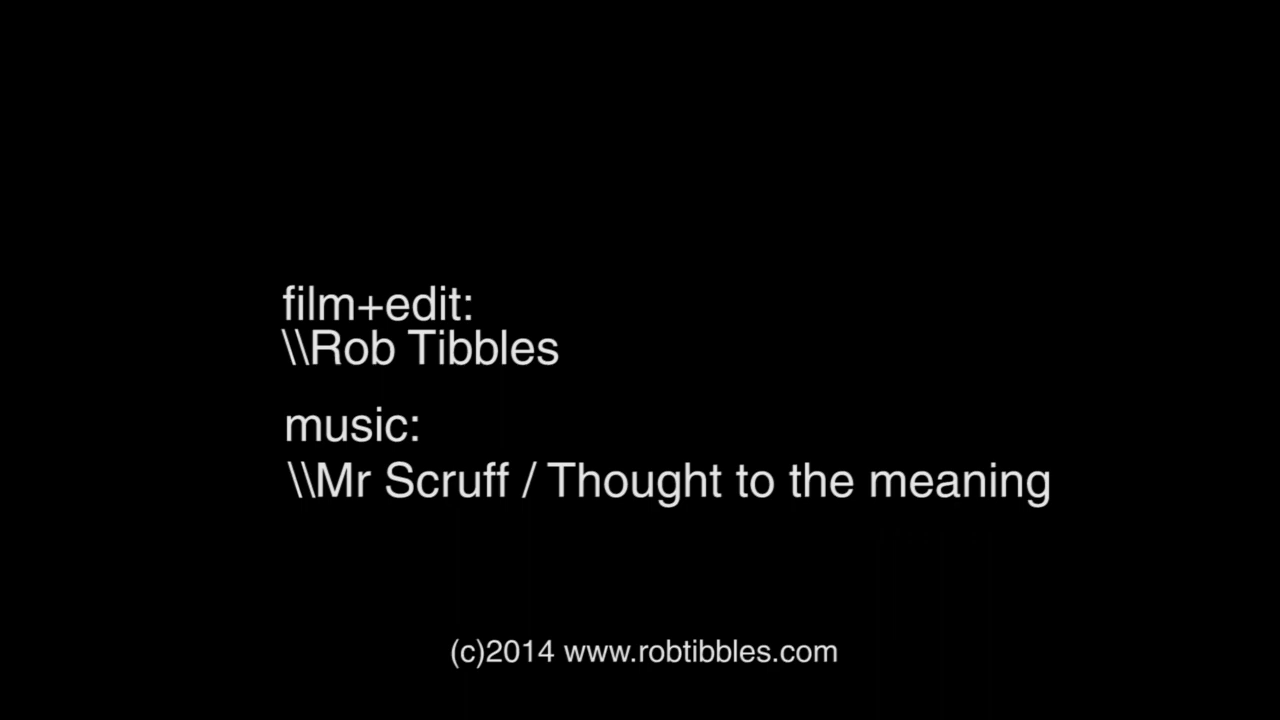 film+edit:
\\Rob Tibbles
music:
\\Mr Scruff / Thought to the meaning
(c)2014 www.robtibbles.com